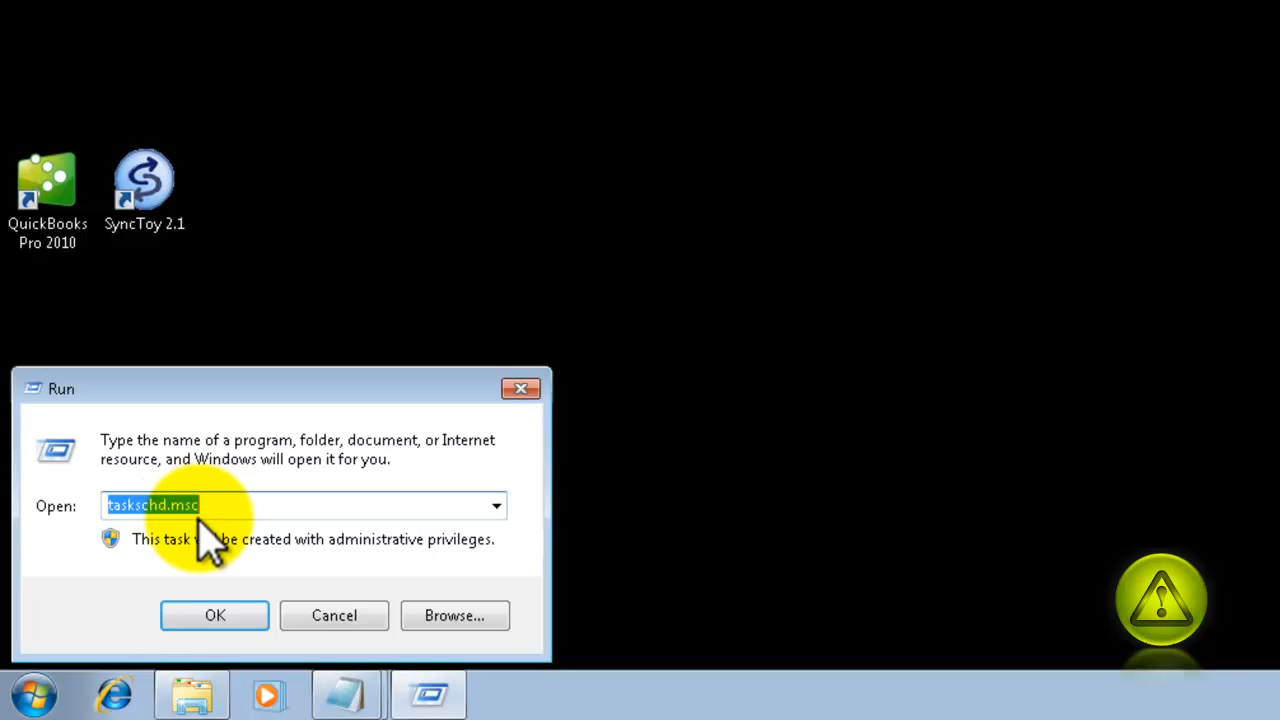 QuickBooks
Pro 2010
SyncToy 2.1
Run
Type the name of a program, folder, document, or Internet
resource, and Windows will open it for you.
Open: taskschd.msc
This task be created with administrative privileges.
OK Cancel Browse...